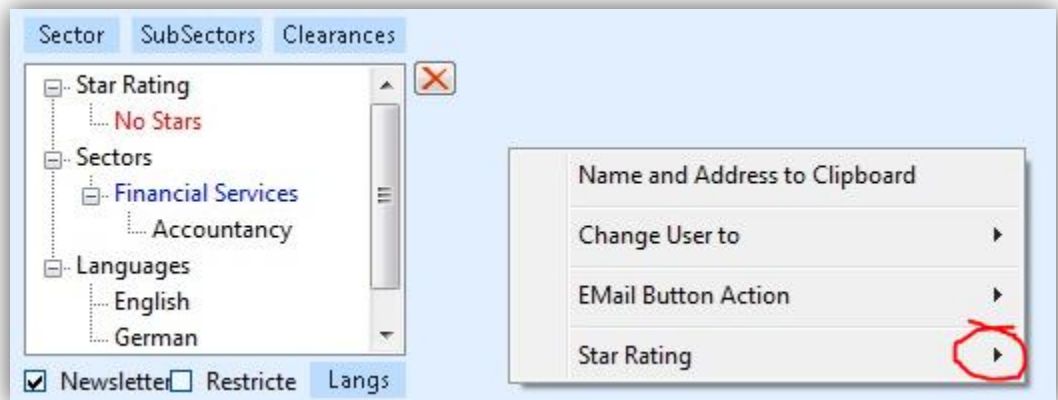 Sector SubSectors Clearances
Star Rating
No Stars
Sectors
Financial Services
Accountancy
Languages
English
German
Newsletter Restricte Langs
Name and Address to Clipboard
Change User to
EMail Button Action
Star Rating